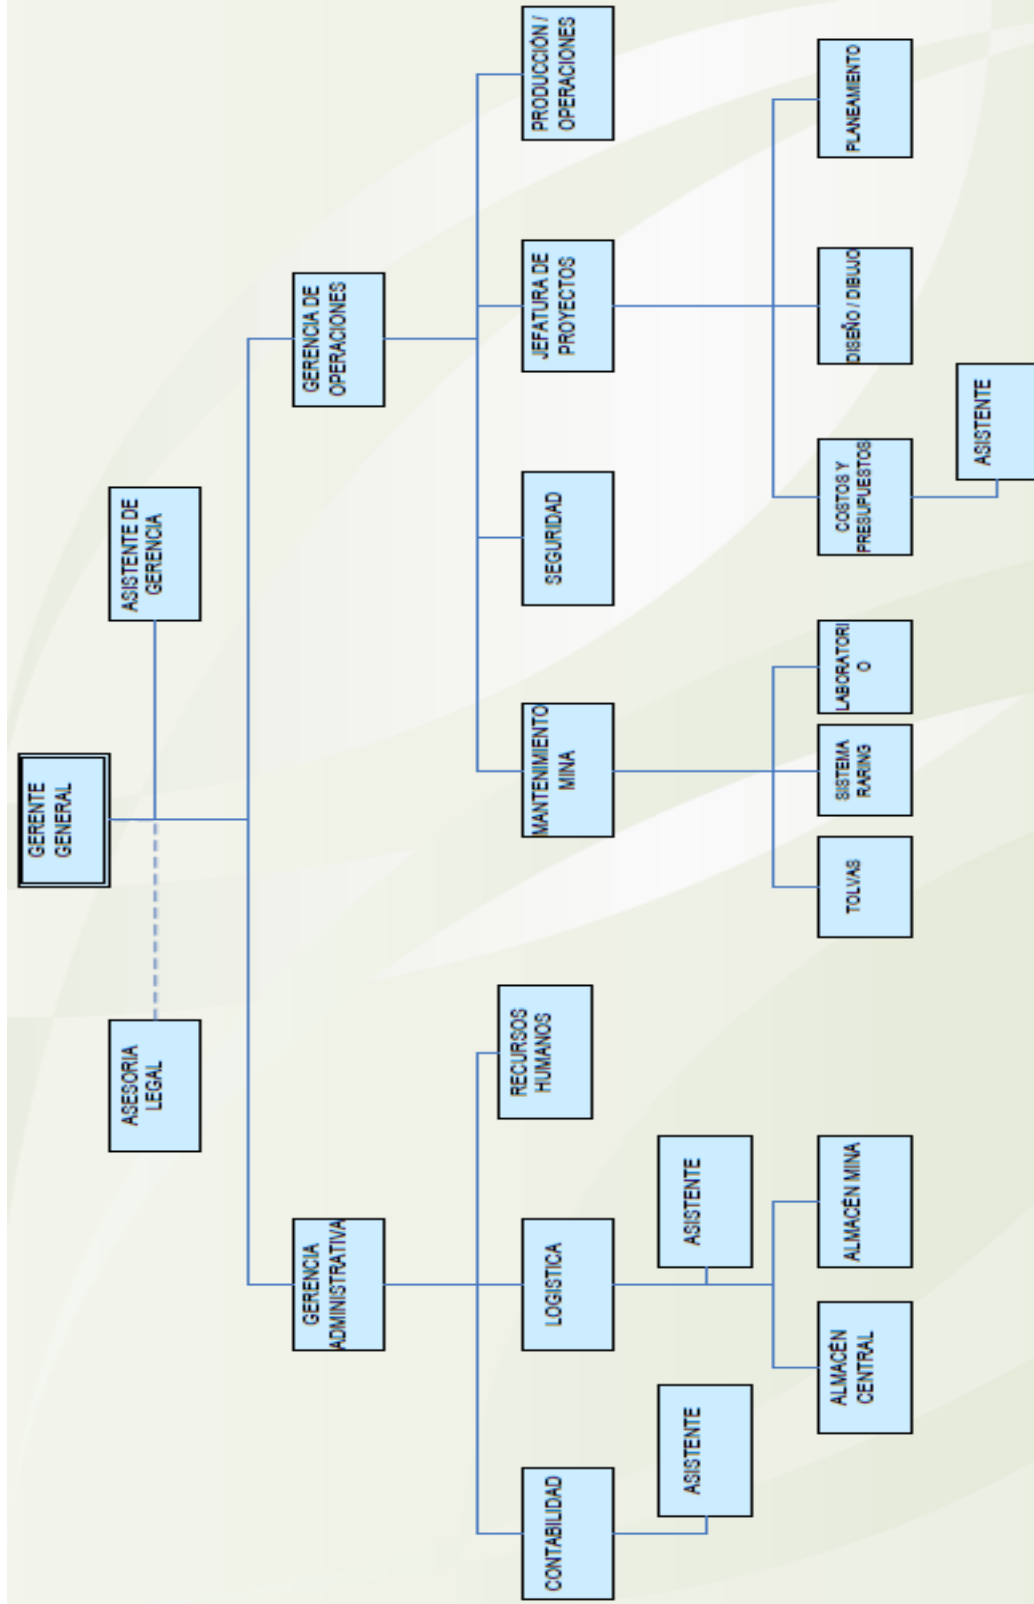 GERENTE
GENERAL
ASESORIA
LEGAL
ASISTENTE DE
GERENCIA
GERENCIA
ADMINISTRATIVA
GERENCIA DE
OPERACIONES
CONTABILIDAD
LOGISTICA
RECURSOS
HUMANOS
MANTENIMIENTO
MINA
SEGURIDAD
JEFATURA DE
PROYECTOS
PRODUCCIÓN /
OPERACIONES
ASISTENTE
ASISTENTE
ALMACÉN
CENTRAL
ALMACÉN MINA
TOLVAS
SISTEMA
RARING
LABORATORI
O
COSTOS Y
PRESUPUESTOS
DISEÑO / DIBUJO
PLANEAMIENTO
ASISTENTE